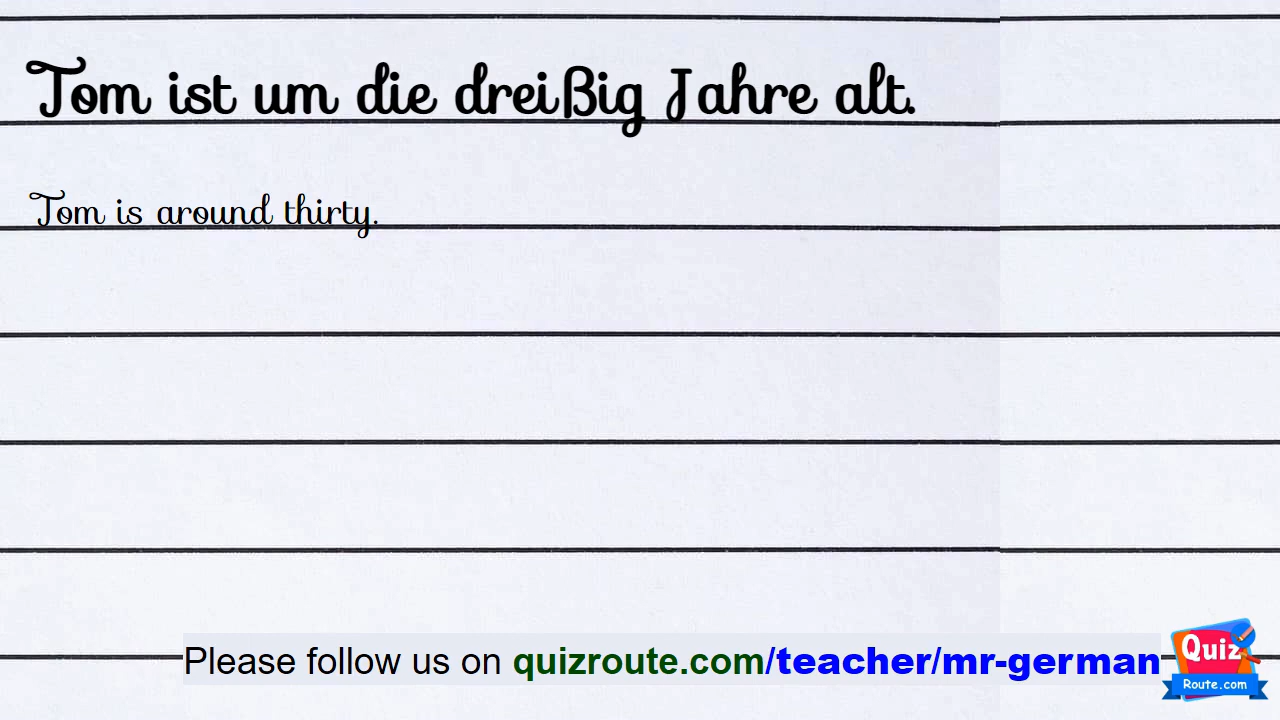 Tom ist um die dreißig Jahre alt.
Tom is around thirty.
Please follow us on quizroute.com/teacher/mr-german
Quiz
Route.com